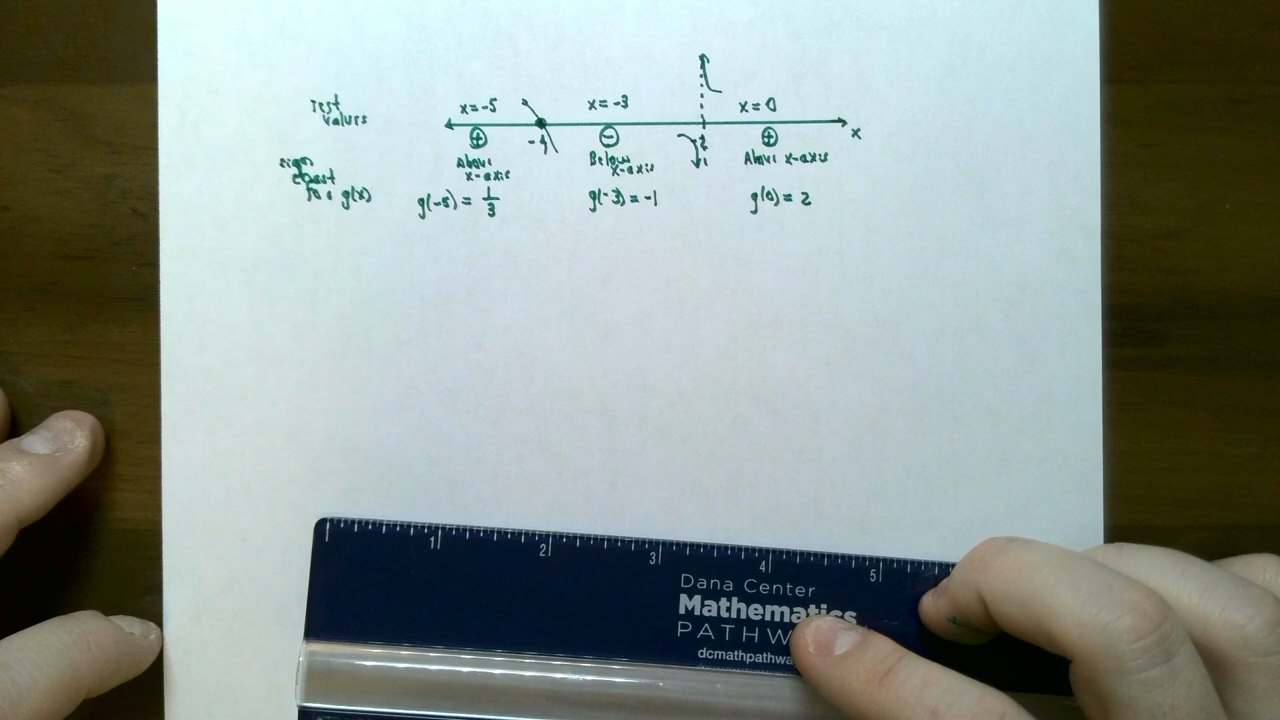 Test x=-5 x=-3 x=0
values x
+ -4 - -2 +
sign Above Below Above x-axis
chart x-axis x-axis
for g(x) g(-5) = 1/3 g(-3) = -1 g(0) = 2
1 2 3 4 5
Dana Center
Mathematics
PATHW
dcmathpathwa